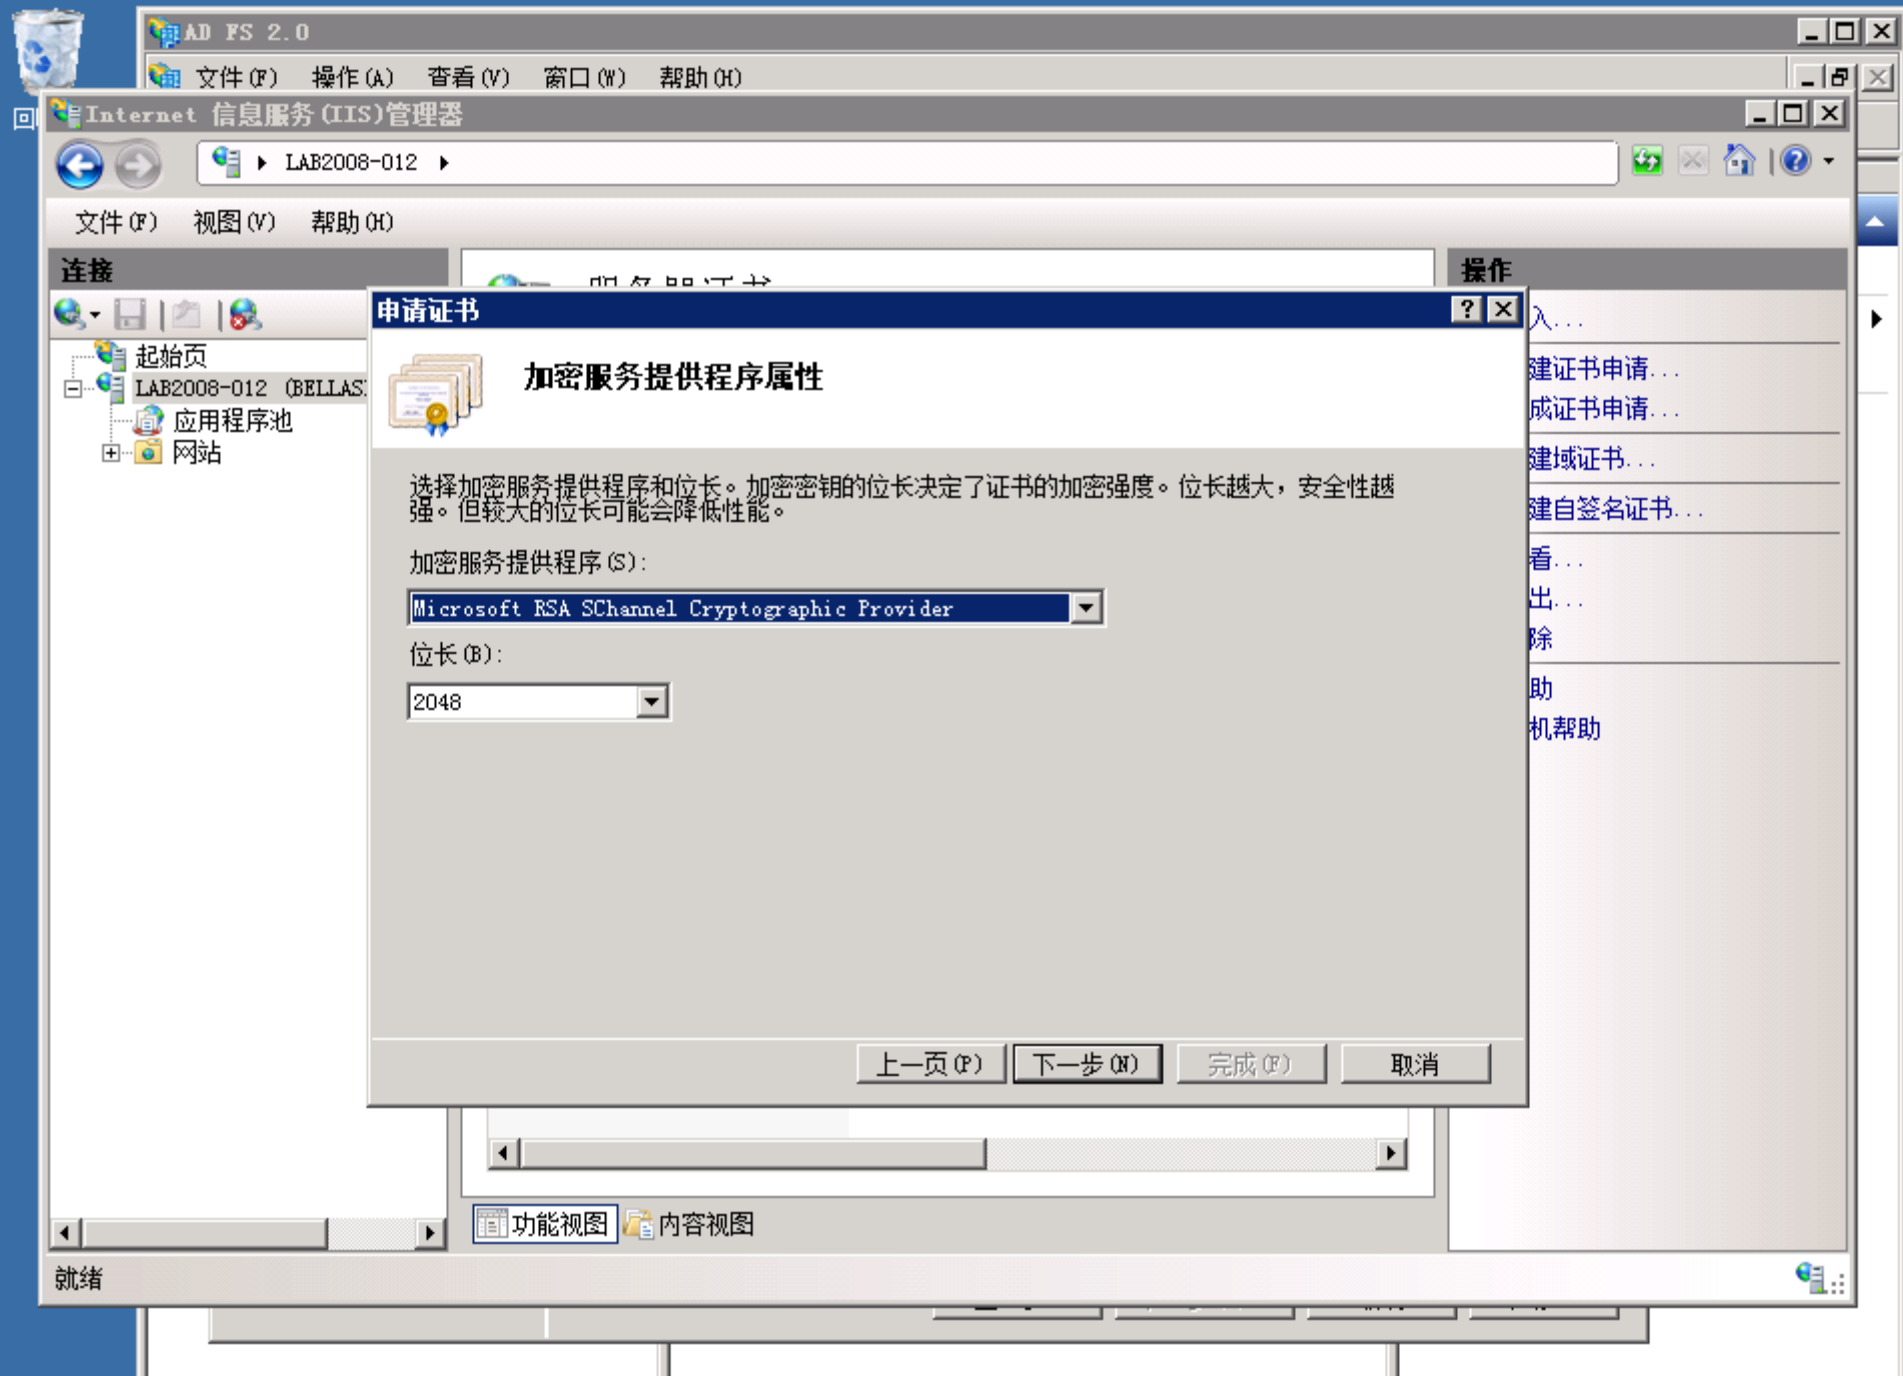 AD FS 2.0
文件(F) 操作(A) 查看(V) 窗口(W) 帮助(H)
回
Internet 信息服务(IIS)管理器
LAB2008-012
文件(F) 视图(V) 帮助(H)
连接
起始页
LAB2008-012 (BELLAS
应用程序池
网站
服务器证书
申请证书
加密服务提供程序属性
选择加密服务提供程序和位长。加密密钥的位长决定了证书的加密强度。位长越大，安全性越
强。但较大的位长可能会降低性能。
加密服务提供程序(S):
Microsoft RSA SChannel Cryptographic Provider
位长(B):
2048
上一页(P) 下一步(N) 完成(F) 取消
操作
入...
建证书申请...
成证书申请...
建域证书...
建自签名证书...
看...
出...
除
助
机帮助
功能视图 内容视图
就绪